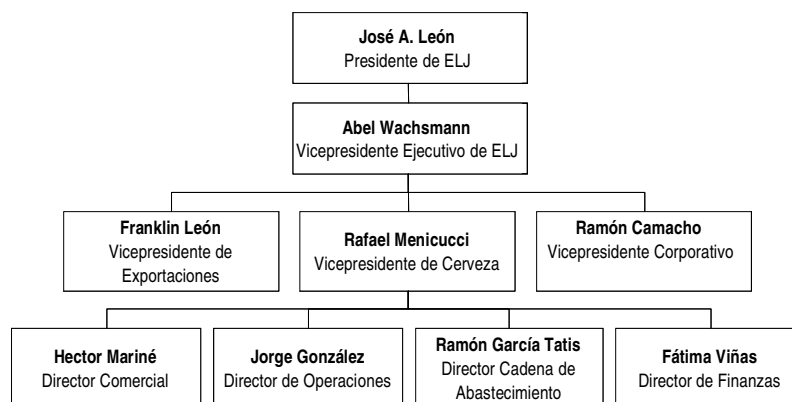 José A. León
Presidente de ELJ
Abel Wachsmann
Vicepresidente Ejecutivo de ELJ
Franklin León
Vicepresidente de
Exportaciones
Rafael Menicucci
Vicepresidente de Cerveza
Ramón Camacho
Vicepresidente Corporativo
Hector Mariné
Director Comercial
Jorge González
Director de Operaciones
Ramón García Tatis
Director Cadena de
Abastecimiento
Fátima Viñas
Director de Finanzas